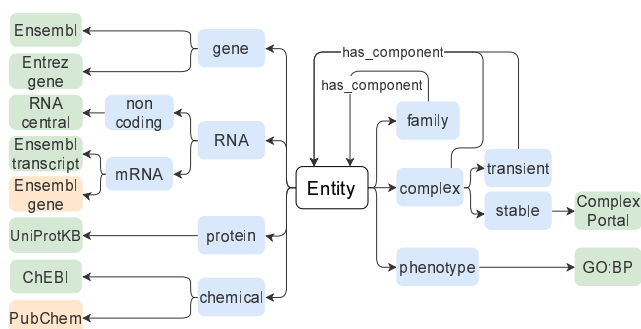 Ensembl
gene
Entrez
gene
RNA
central
non
coding
RNA
Ensembl
transcript
mRNA
Ensembl
gene
UniProtKB
protein
ChEBI
chemical
PubChem
Entity
has_component
has_component
family
complex
transient
stable
Complex
Portal
phenotype
GO:BP